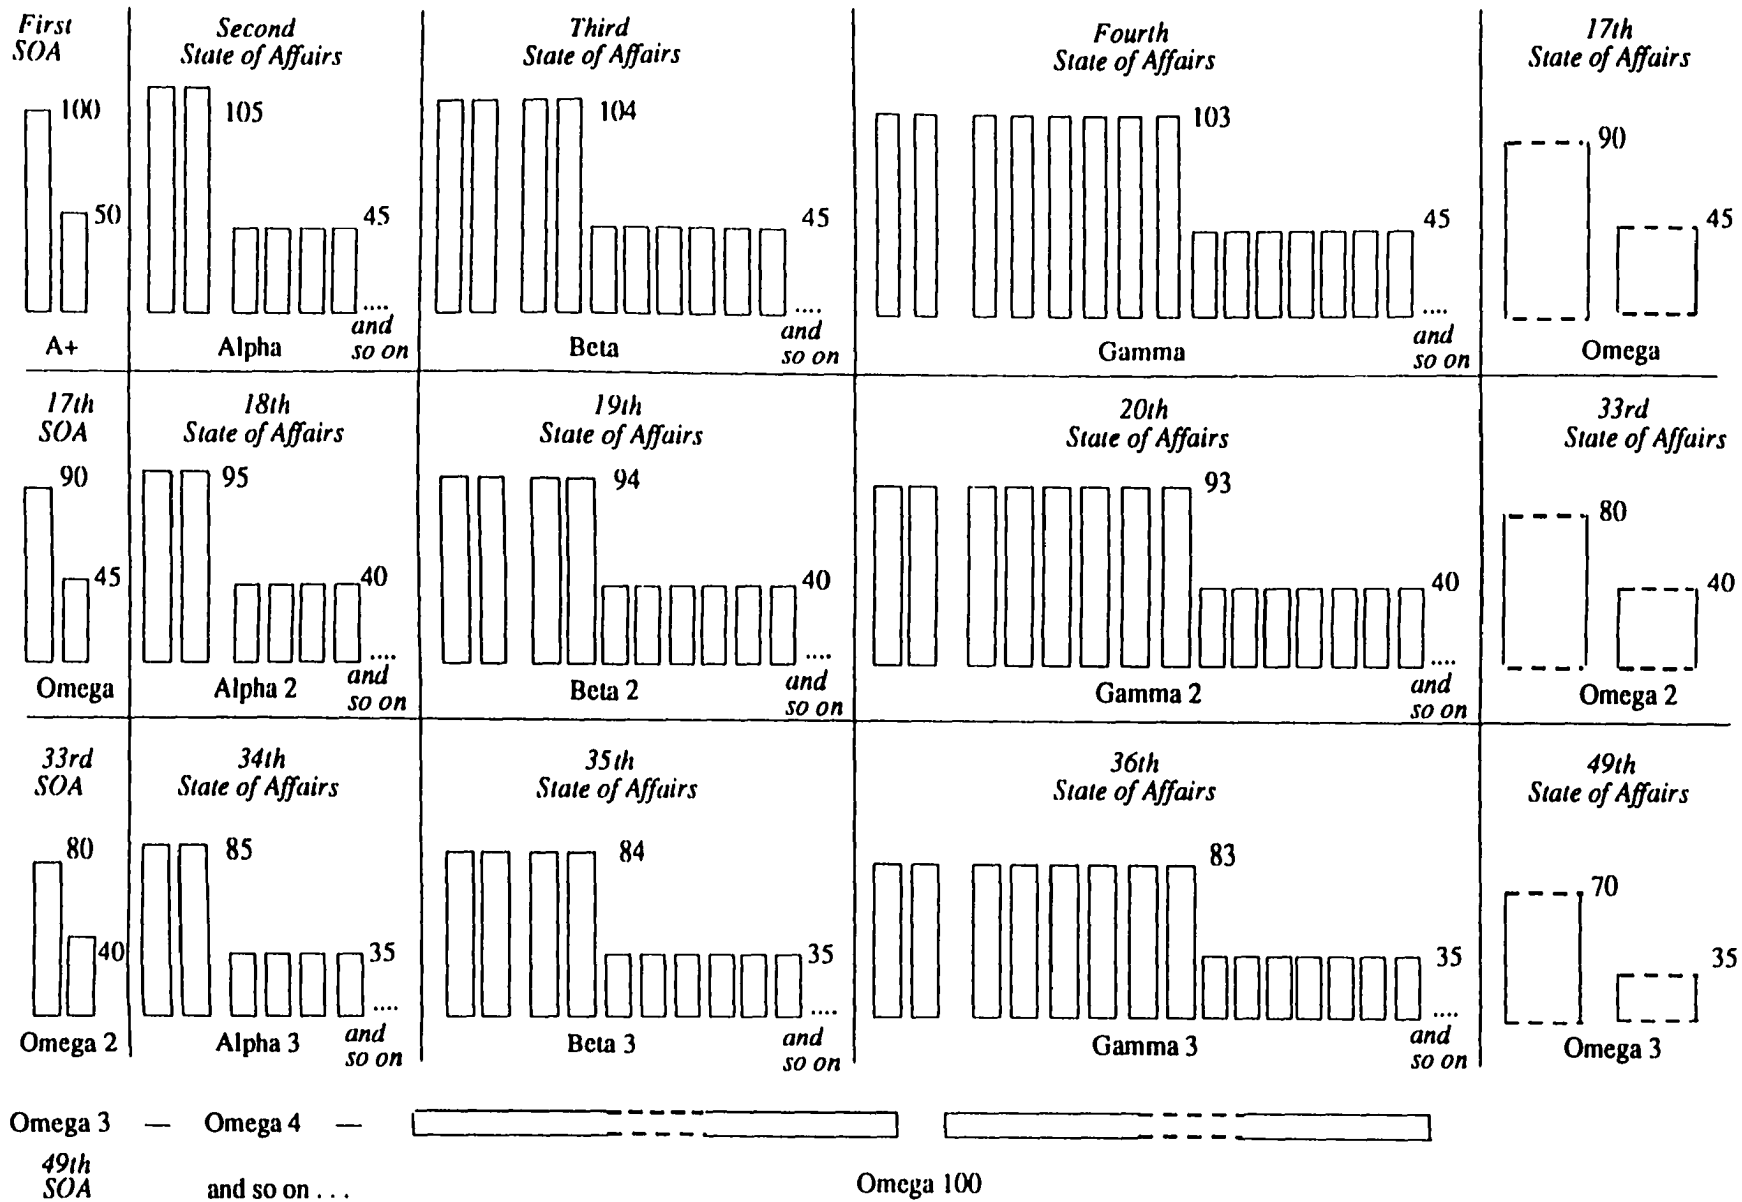 First
SOA
100
50
A+
Second
State of Affairs
105
45
....
and
so on
Alpha
Third
State of Affairs
104
45
....
and
so on
Beta
Fourth
State of Affairs
103
45
....
and
so on
Gamma
17th
State of Affairs
90
45
Omega
17th
SOA
90
45
Omega
18th
State of Affairs
95
40
....
and
so on
Alpha 2
19th
State of Affairs
94
40
....
and
so on
Beta 2
20th
State of Affairs
93
40
....
and
so on
Gamma 2
33rd
State of Affairs
80
40
Omega 2
33rd
SOA
80
40
Omega 2
34th
State of Affairs
85
35
....
and
so on
Alpha 3
35th
State of Affairs
84
35
....
and
so on
Beta 3
36th
State of Affairs
83
35
....
and
so on
Gamma 3
49th
State of Affairs
70
35
Omega 3
Omega 3 — Omega 4 —
49th
SOA
and so on . . .
Omega 100